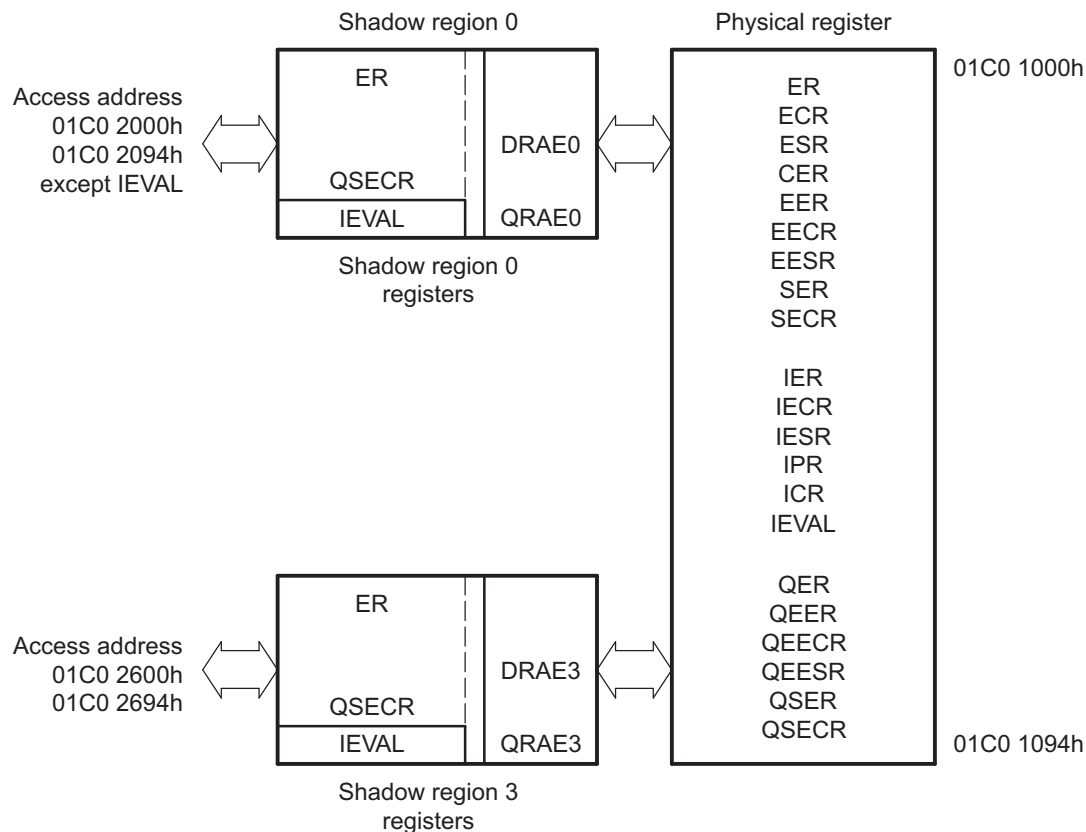 Shadow region 0
Access address
01C0 2000h
01C0 2094h
except IEVAL
ER
QSECR
IEVAL
DRAE0
QRAE0
Shadow region 0
registers
Access address
01C0 2600h
01C0 2694h
ER
QSECR
IEVAL
DRAE3
QRAE3
Shadow region 3
registers
Physical register
01C0 1000h
ER
ECR
ESR
CER
EER
EECR
EESR
SER
SECR
IER
IECR
IESR
IPR
ICR
IEVAL
QER
QEER
QEECR
QEESR
QSER
QSECR
01C0 1094h